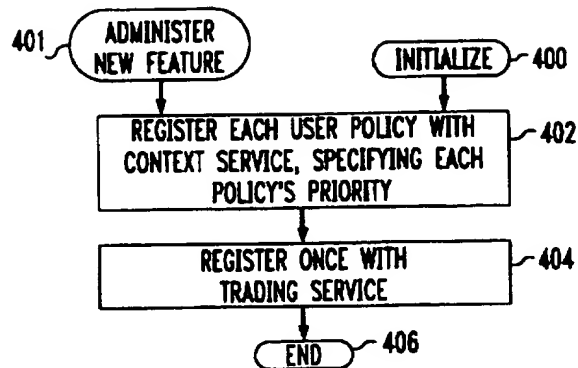 401
ADMINISTER
NEW FEATURE
INITIALIZE
400
REGISTER EACH USER POLICY WITH
CONTEXT SERVICE, SPECIFYING EACH
POLICY'S PRIORITY
402
REGISTER ONCE WITH
TRADING SERVICE
404
END
406